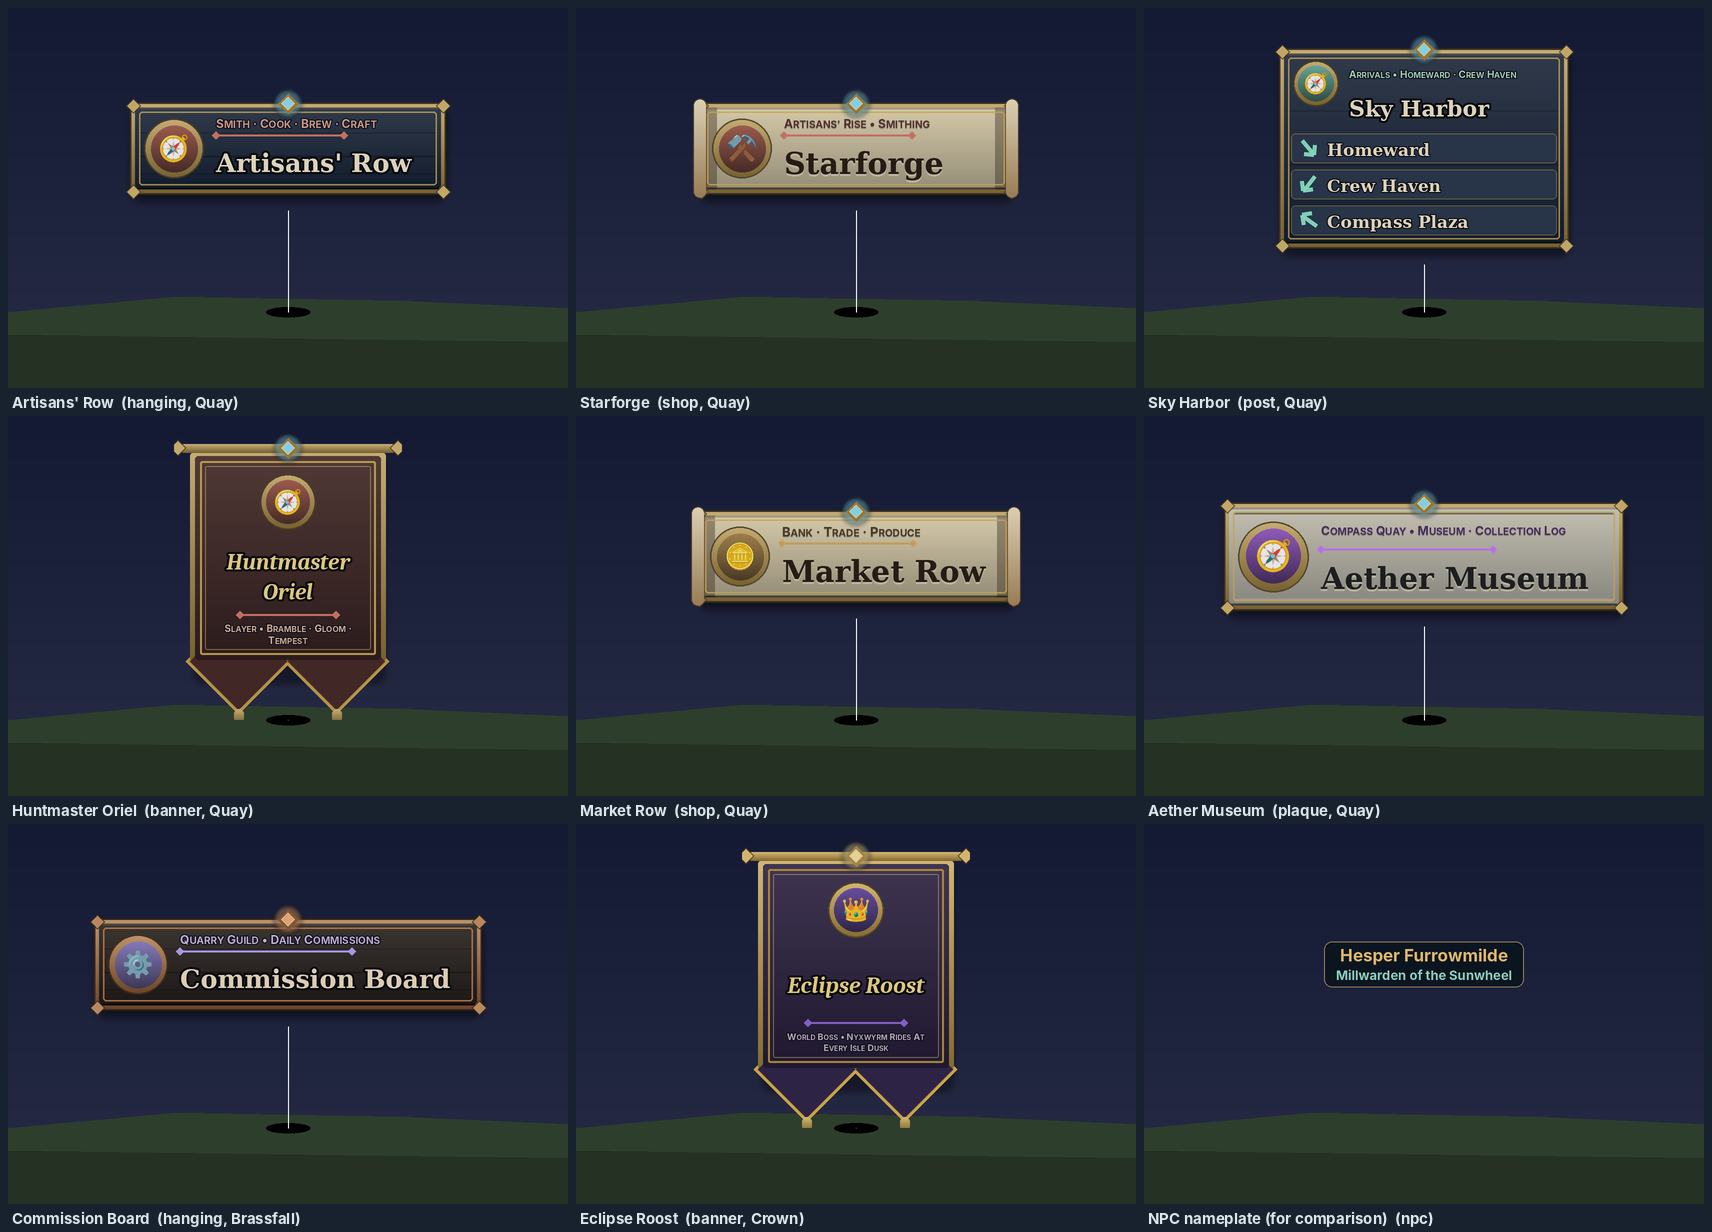 Smith · Cook · Brew · Craft
Artisans' Row
Artisans' Row (hanging, Quay)
Artisans' Rise • Smithing
Starforge
Starforge (shop, Quay)
Arrivals • Homeward · Crew Haven
Sky Harbor
Homeward
Crew Haven
Compass Plaza
Sky Harbor (post, Quay)
Huntmaster
Oriel
Slayer • Bramble · Gloom ·
Tempest
Huntmaster Oriel (banner, Quay)
Bank · Trade · Produce
Market Row
Market Row (shop, Quay)
Compass Quay • Museum · Collection Log
Aether Museum
Aether Museum (plaque, Quay)
Quarry Guild • Daily Commissions
Commission Board
Commission Board (hanging, Brassfall)
Eclipse Roost
World Boss • Nyxwyrm Rides At
Every Isle Dusk
Eclipse Roost (banner, Crown)
Hesper Furrowmilde
Millwarden of the Sunwheel
NPC nameplate (for comparison) (npc)